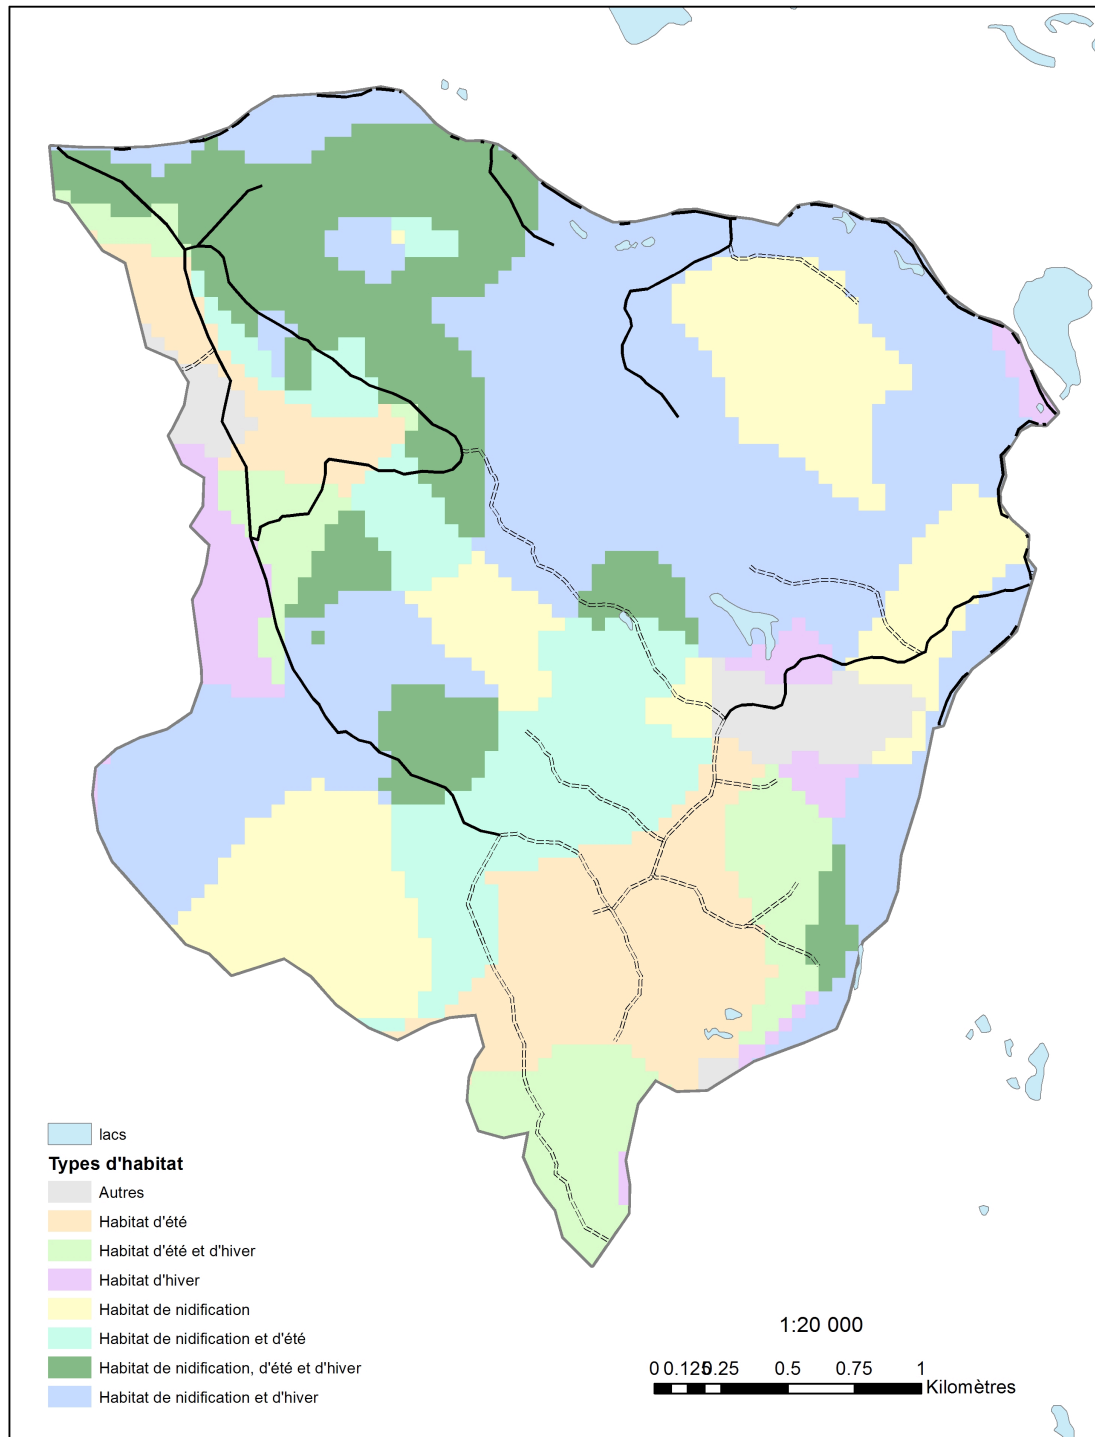 lacs
Types d'habitat
Autres
Habitat d'été
Habitat d'été et d'hiver
Habitat d'hiver
Habitat de nidification
Habitat de nidification et d'été
Habitat de nidification, d'été et d'hiver
Habitat de nidification et d'hiver
1:20 000
0 0.125 0.25 0.5 0.75 1
Kilomètres